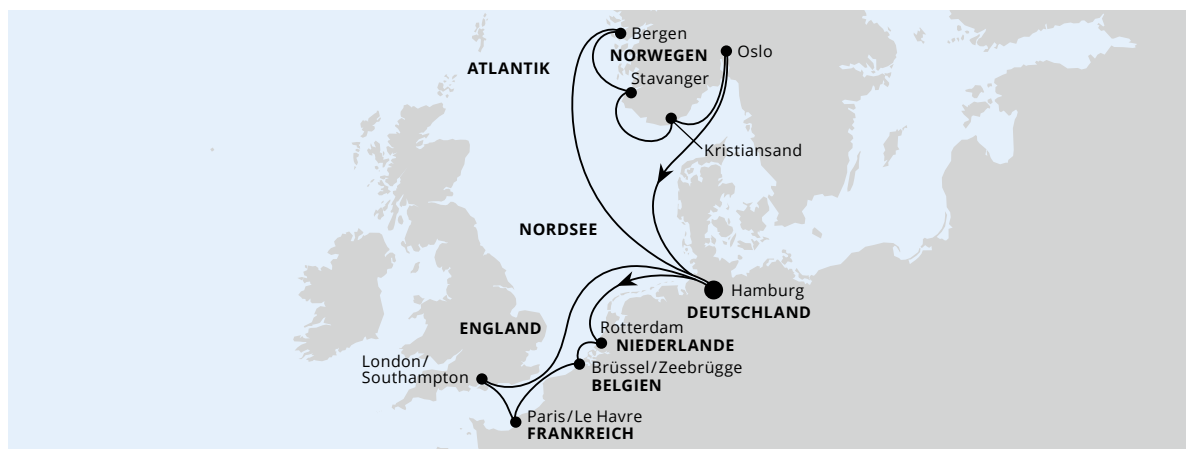 Bergen
NORWEGEN
Oslo
ATLANTIK
Stavanger
Kristiansand
NORDSEE
Hamburg
DEUTSCHLAND
ENGLAND
Rotterdam
NIEDERLANDE
London/
Southampton
Brüssel/Zeebrügge
BELGIEN
Paris/Le Havre
FRANKREICH